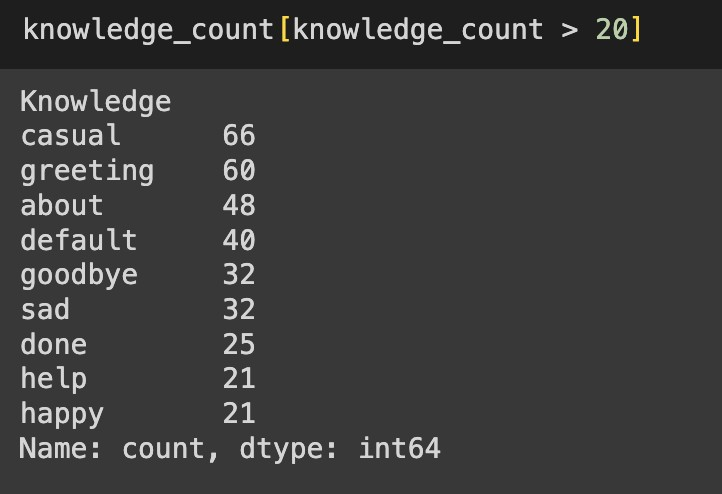 knowledge_count[knowledge_count > 20]
Knowledge
casual 66
greeting 60
about 48
default 40
goodbye 32
sad 32
done 25
help 21
happy 21
Name: count, dtype: int64